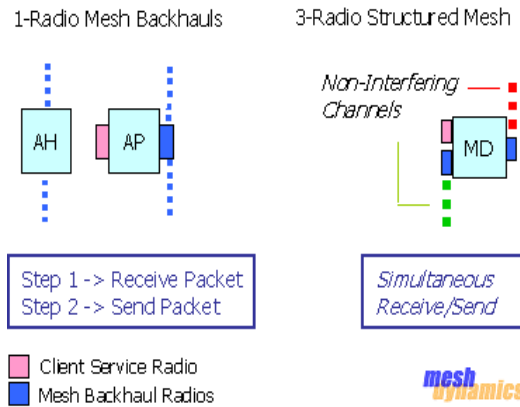 1-Radio Mesh Backhauls
3-Radio Structured Mesh
Non-Interfering
Channels
AH
AP
MD
Step 1 -> Receive Packet
Step 2 -> Send Packet
Simultaneous
Receive/Send
Client Service Radio
Mesh Backhaul Radios
mesh
dynamics